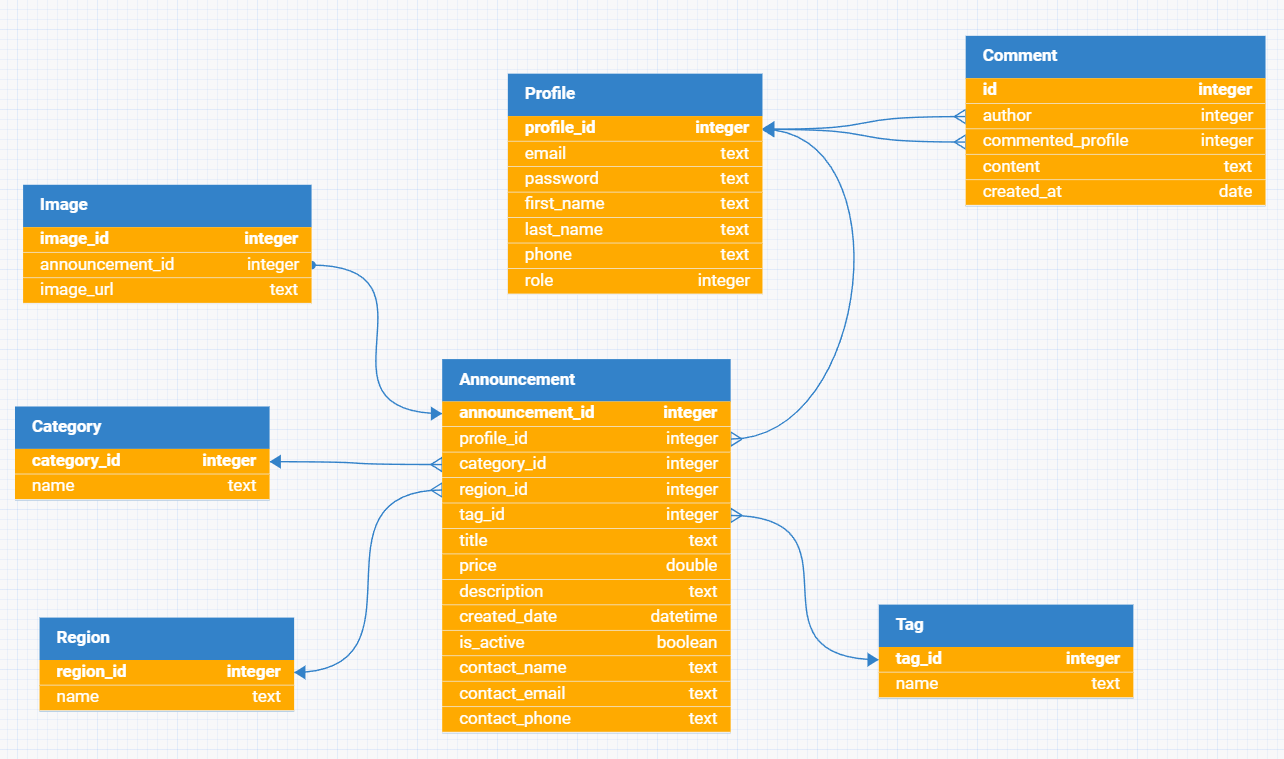 Comment
id integer
author integer
commented_profile integer
content text
created_at date
Profile
profile_id integer
email text
password text
first_name text
last_name text
phone text
role integer
Image
image_id integer
announcement_id integer
image_url text
Announcement
announcement_id integer
profile_id integer
category_id integer
region_id integer
tag_id integer
title text
price double
description text
created_date datetime
is_active boolean
contact_name text
contact_email text
contact_phone text
Category
category_id integer
name text
Region
region_id integer
name text
Tag
tag_id integer
name text